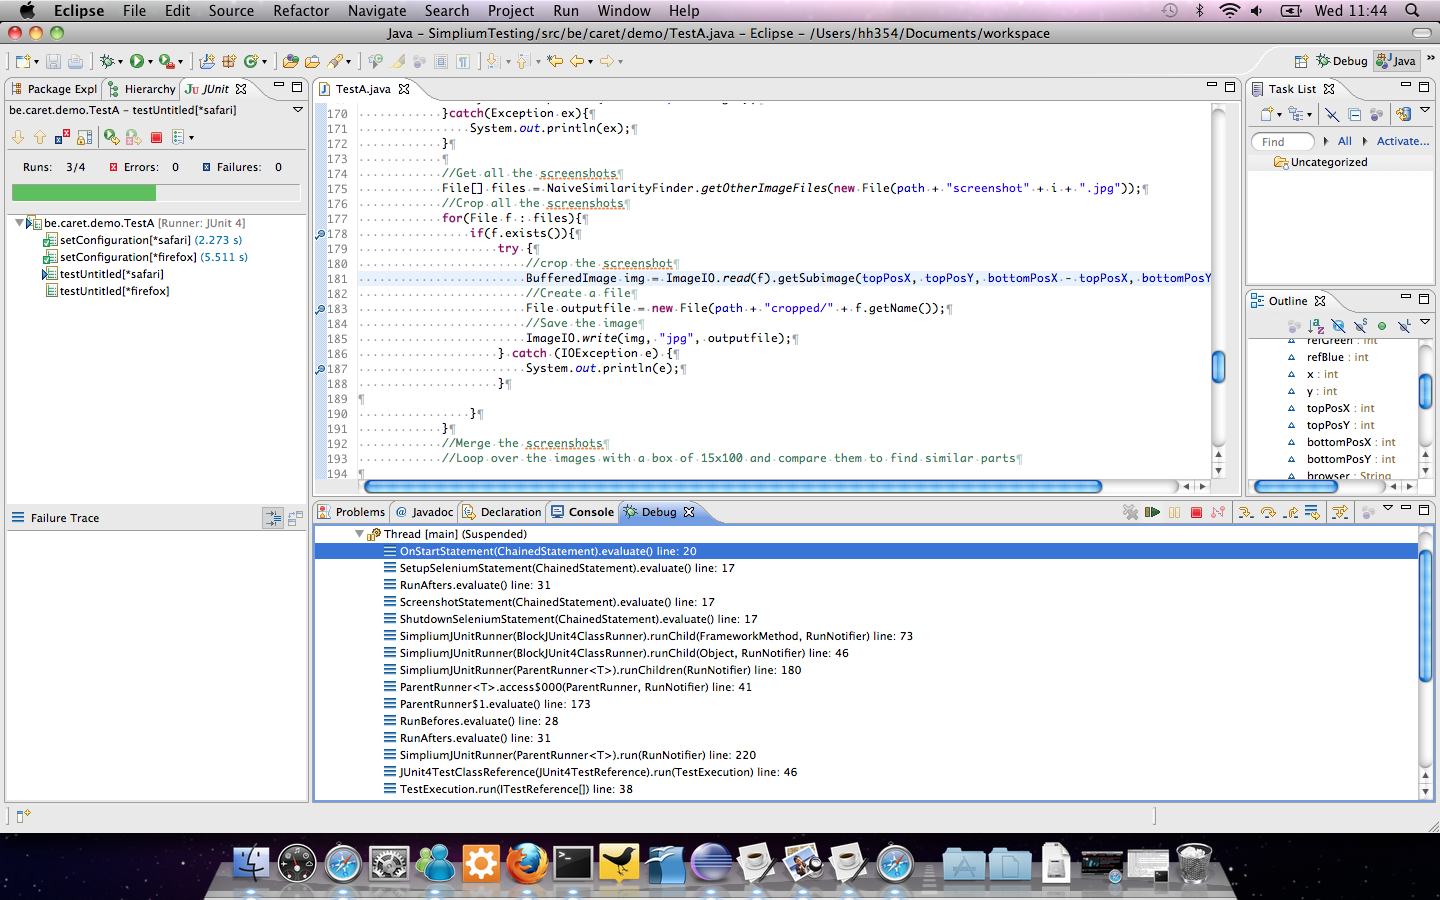 Eclipse File Edit Source Refactor Navigate Search Project Run Window Help Wed 11:44
Java - SimpliumTesting/src/be/caret/demo/TestA.java - Eclipse - /Users/hh354/Documents/workspace
Debug Java »
Package Expl Hierarchy JUnit
be.caret.demo.TestA - testUntitled[*safari]
Runs: 3/4 Errors: 0 Failures: 0
be.caret.demo.TestA [Runner: JUnit 4]
setConfiguration[*safari] (2.273 s)
setConfiguration[*firefox] (5.511 s)
testUntitled[*safari]
testUntitled[*firefox]
Failure Trace
TestA.java
170 }catch(Exception ex){¶
171 System.out.println(ex);¶
172 }¶
173 ¶
174 //Get all the screenshots¶
175 File[] files = NaiveSimilarityFinder.getOtherImageFiles(new File(path + "screenshot" + i + ".jpg"));¶
176 //Crop all the screenshots¶
177 for(File f : files){¶
178 if(f.exists()){¶
179 try {¶
180 //crop the screenshot¶
181 BufferedImage img = ImageIO.read(f).getSubimage(topPosX, topPosY, bottomPosX - topPosX, bottomPosY
182 //Create a file¶
183 File outputfile = new File(path + "cropped/" + f.getName());¶
184 //Save the image¶
185 ImageIO.write(img, "jpg", outputfile);¶
186 } catch (IOException e) {¶
187 System.out.println(e);¶
188 }¶
189 ¶
190 }¶
191 }¶
192 //Merge the screenshots¶
193 //Loop over the images with a box of 15x100 and compare them to find similar parts¶
194 ¶
Task List
Find All Activate...
Uncategorized
Outline
refGreen : int
refBlue : int
x : int
y : int
topPosX : int
topPosY : int
bottomPosX : int
bottomPosY : int
browser : String
Problems @ Javadoc Declaration Console Debug
Thread [main] (Suspended)
OnStartStatement(ChainedStatement).evaluate() line: 20
SetupSeleniumStatement(ChainedStatement).evaluate() line: 17
RunAfters.evaluate() line: 31
ScreenshotStatement(ChainedStatement).evaluate() line: 17
ShutdownSeleniumStatement(ChainedStatement).evaluate() line: 17
SimpliumJUnitRunner(BlockJUnit4ClassRunner).runChild(FrameworkMethod, RunNotifier) line: 73
SimpliumJUnitRunner(BlockJUnit4ClassRunner).runChild(Object, RunNotifier) line: 46
SimpliumJUnitRunner(ParentRunner<T>).runChildren(RunNotifier) line: 180
ParentRunner<T>.access$000(ParentRunner, RunNotifier) line: 41
ParentRunner$1.evaluate() line: 173
RunBefores.evaluate() line: 28
RunAfters.evaluate() line: 31
SimpliumJUnitRunner(ParentRunner<T>).run(RunNotifier) line: 220
JUnit4TestClassReference(JUnit4TestReference).run(TestExecution) line: 46
TestExecution.run(ITestReference[]) line: 38